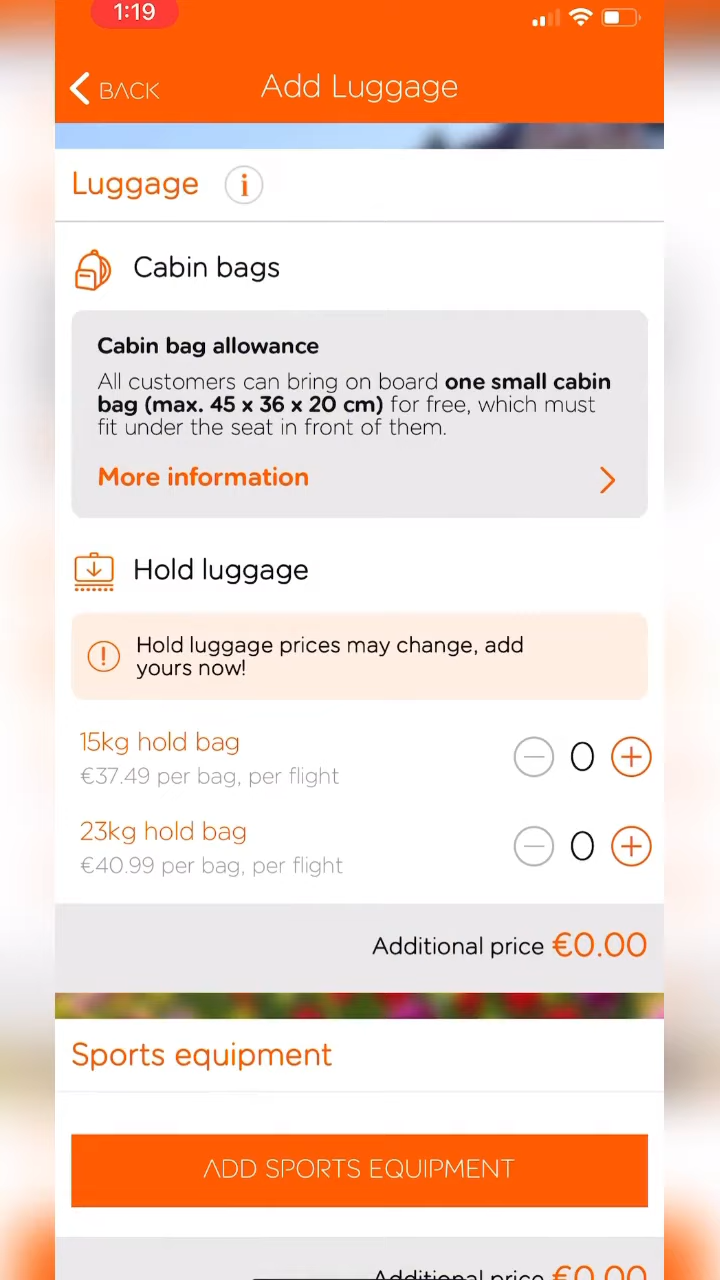 1:19
BACK
Add Luggage
Luggage i
Cabin bags
Cabin bag allowance
All customers can bring on board one small cabin
bag (max. 45 x 36 x 20 cm) for free, which must
fit under the seat in front of them.
More information
Hold luggage
Hold luggage prices may change, add
yours now!
15kg hold bag
€37.49 per bag, per flight
0
23kg hold bag
€40.99 per bag, per flight
0
Additional price €0.00
Sports equipment
ADD SPORTS EQUIPMENT
Additional price €0.00